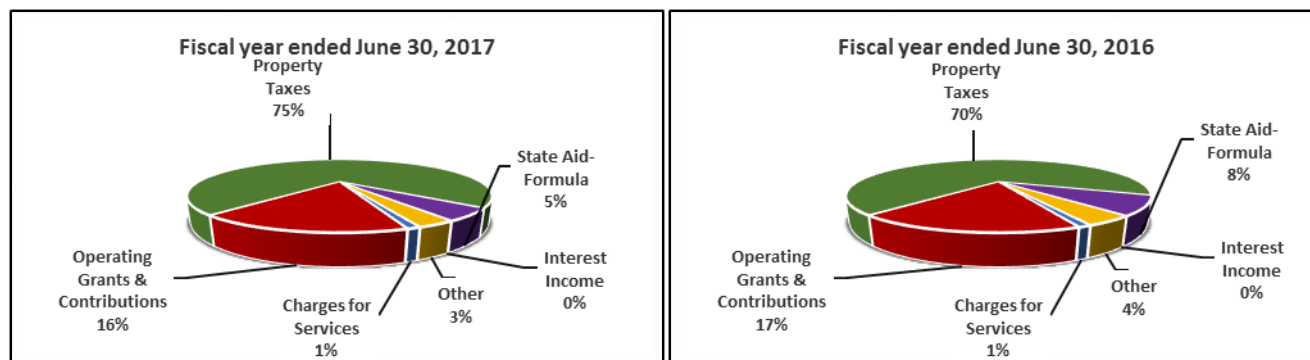 Fiscal year ended June 30, 2017
Property
Taxes
75%
State Aid-
Formula
5%
Interest
Income
0%
Other
3%
Charges for
Services
1%
Operating
Grants &
Contributions
16%
Fiscal year ended June 30, 2016
Property
Taxes
70%
State Aid-
Formula
8%
Interest
Income
0%
Other
4%
Charges for
Services
1%
Operating
Grants &
Contributions
17%